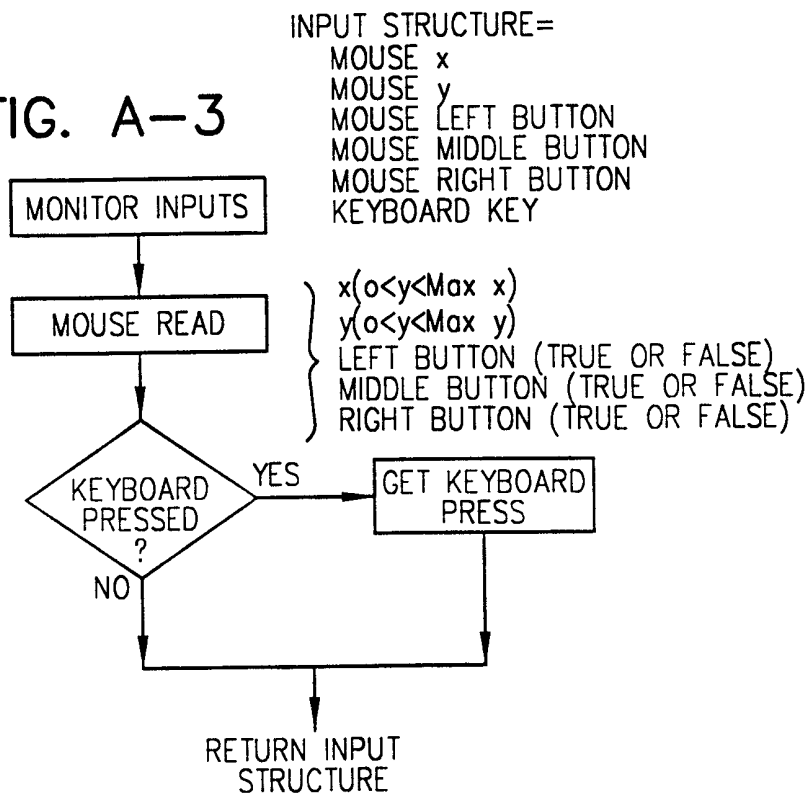 INPUT STRUCTURE=
MOUSE x
MOUSE y
MOUSE LEFT BUTTON
MOUSE MIDDLE BUTTON
MOUSE RIGHT BUTTON
KEYBOARD KEY
FIG. A-3
MONITOR INPUTS
MOUSE READ
x(o<y<Max x)
y(o<y<Max y)
LEFT BUTTON (TRUE OR FALSE)
MIDDLE BUTTON (TRUE OR FALSE)
RIGHT BUTTON (TRUE OR FALSE)
KEYBOARD
PRESSED
?
YES
NO
GET KEYBOARD
PRESS
RETURN INPUT
STRUCTURE